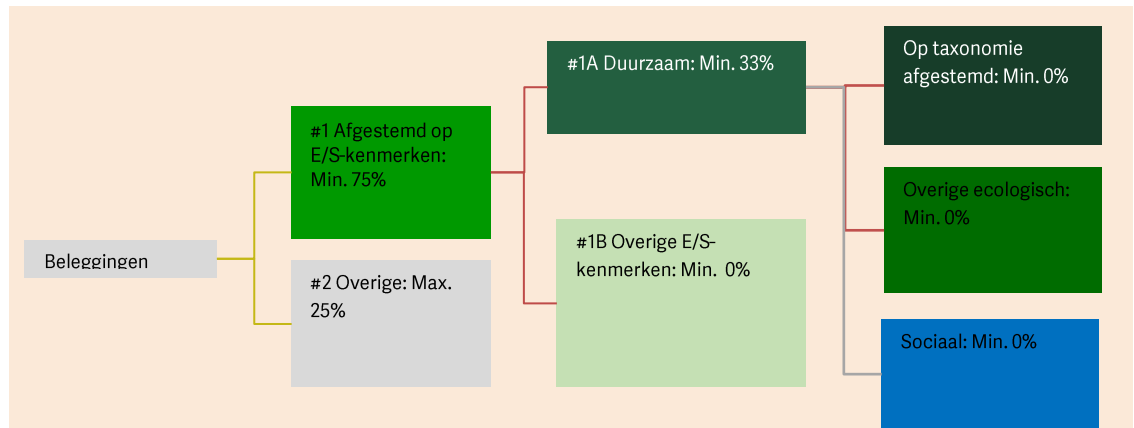 Beleggingen
#1 Afgestemd op
E/S-kenmerken:
Min. 75%
#2 Overige: Max.
25%
#1A Duurzaam: Min. 33%
#1B Overige E/S-
kenmerken: Min.  0%
Op taxonomie
afgestemd: Min. 0%
Overige ecologisch:
Min. 0%
Sociaal: Min. 0%